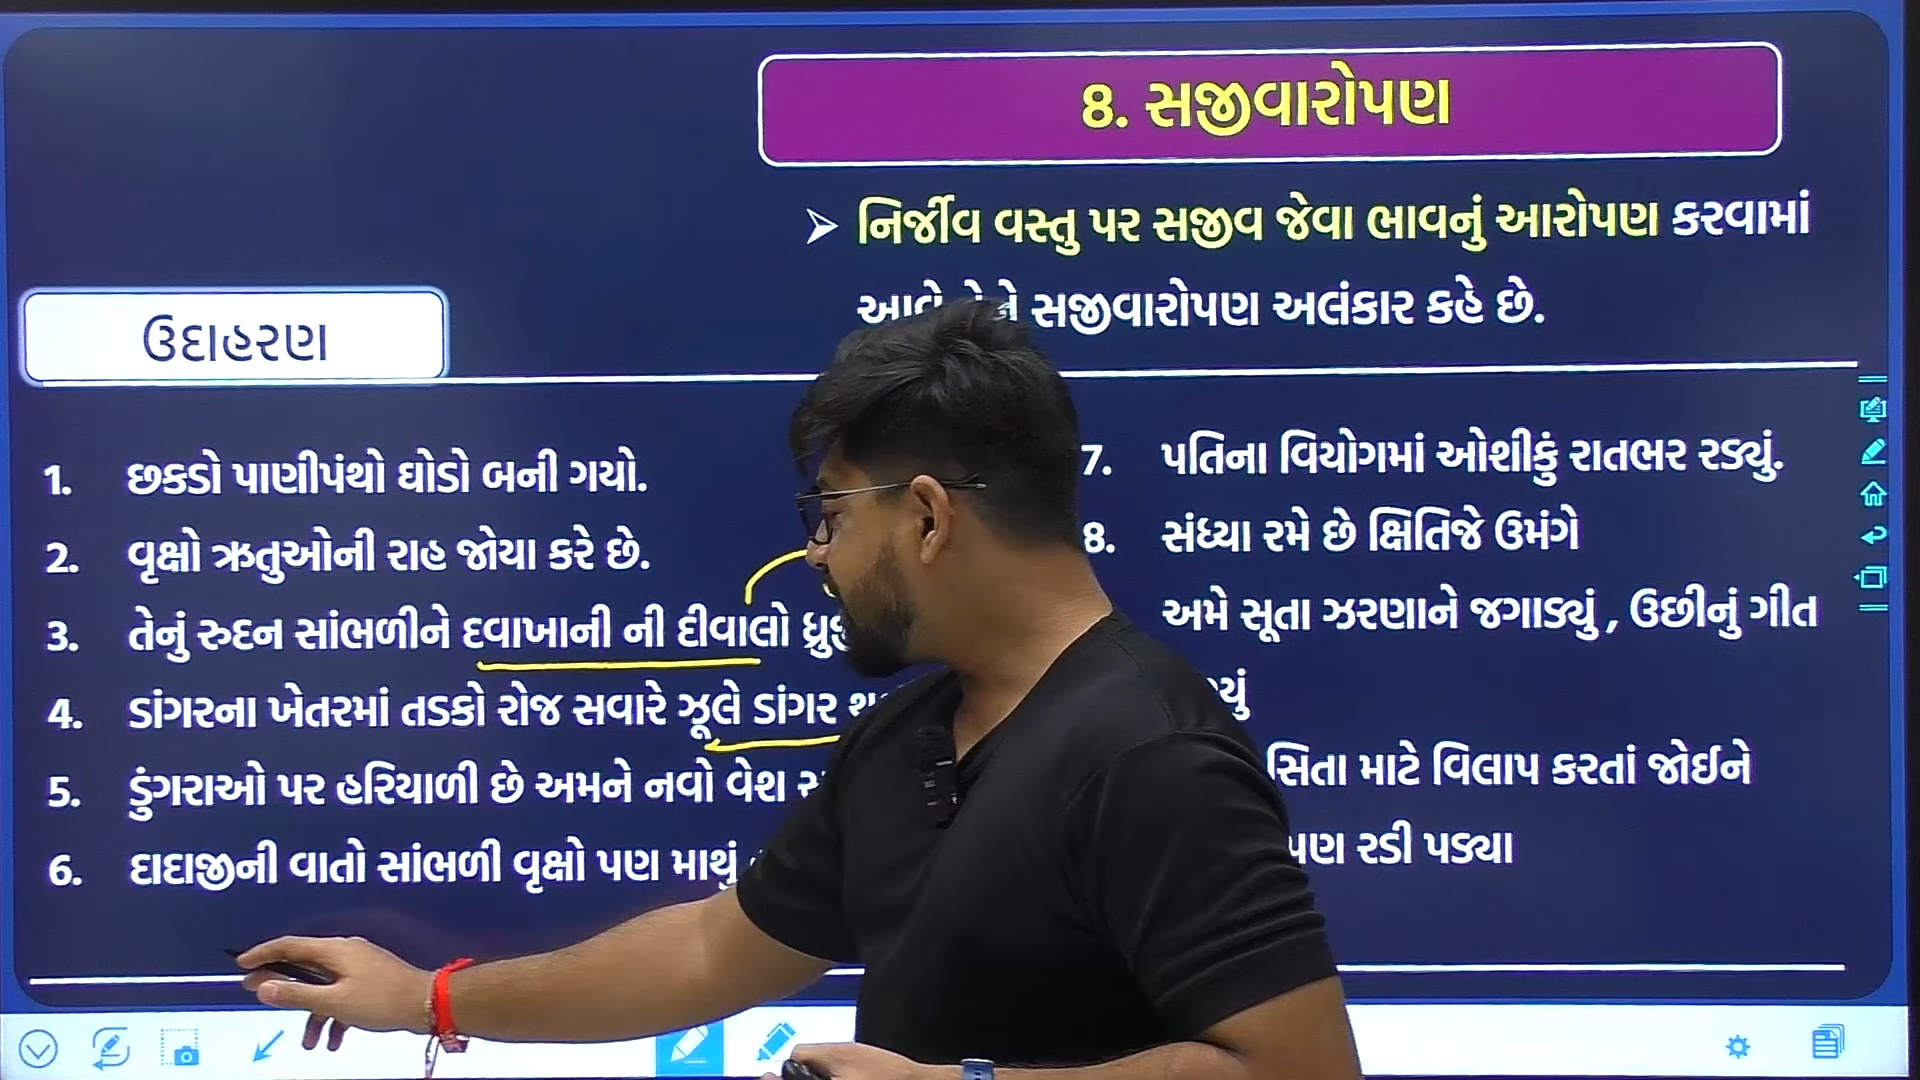 8. સજીવારોપણ
➢ નિર્જીવ વસ્તુ પર સજીવ જેવા ભાવનું આરોપણ કરવામાં
સજીવારોપણ અલંકાર કહે છે.
ઉદાહરણ
1. છકડો પાણીપંથો ઘોડો બની ગયો.
2. વૃક્ષો ઋતુઓની રાહ જોયા કરે છે.
3. તેનું રુદન સાંભળીને દવાખાની ની દીવાલો
4. ડાંગરના ખેતરમાં તડકો રોજ સવારે ઝૂલે ડાંગર
5. ડુંગરાઓ પર હરિયાળી છે અમને નવો વેશ
6. દાદાજીની વાતો સાંભળી વૃક્ષો પણ માથું
7. પતિના વિયોગમાં ઓશીકું રાતભર રડ્યું.
8. સંધ્યા રમે છે ક્ષિતિજે ઉમંગે
અમે સૂતા ઝરણાને જગાડ્યું , ઉછીનું ગીત
સિતા માટે વિલાપ કરતાં જોઈને
પણ રડી પડ્યા